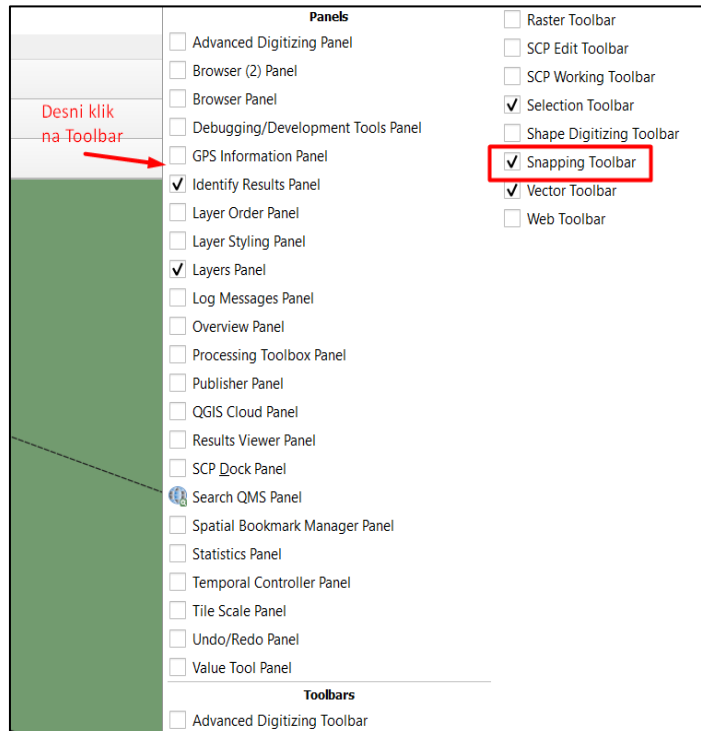 Desni klik
na Toolbar
Panels
Advanced Digitizing Panel
Browser (2) Panel
Browser Panel
Debugging/Development Tools Panel
GPS Information Panel
Identify Results Panel
Layer Order Panel
Layer Styling Panel
Layers Panel
Log Messages Panel
Overview Panel
Processing Toolbox Panel
Publisher Panel
QGIS Cloud Panel
Results Viewer Panel
SCP Dock Panel
Search QMS Panel
Spatial Bookmark Manager Panel
Statistics Panel
Temporal Controller Panel
Tile Scale Panel
Undo/Redo Panel
Value Tool Panel
Toolbars
Advanced Digitizing Toolbar
Raster Toolbar
SCP Edit Toolbar
SCP Working Toolbar
Selection Toolbar
Shape Digitizing Toolbar
Snapping Toolbar
Vector Toolbar
Web Toolbar